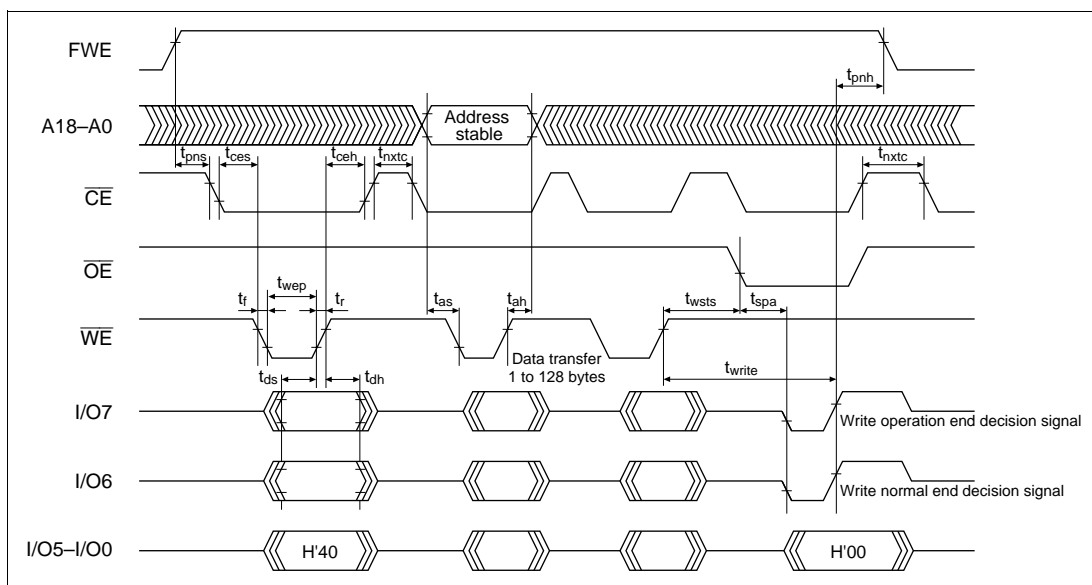 FWE
tpnh
A18–A0
Address
stable
tpns
tces
tceh
tnxtc
tnxtc
CE
OE
twep
tf
tr
tas
tah
twsts
tspa
WE
Data transfer
1 to 128 bytes
tds
tdh
twrite
I/O7
Write operation end decision signal
I/O6
Write normal end decision signal
I/O5–I/O0
H'40
H'00